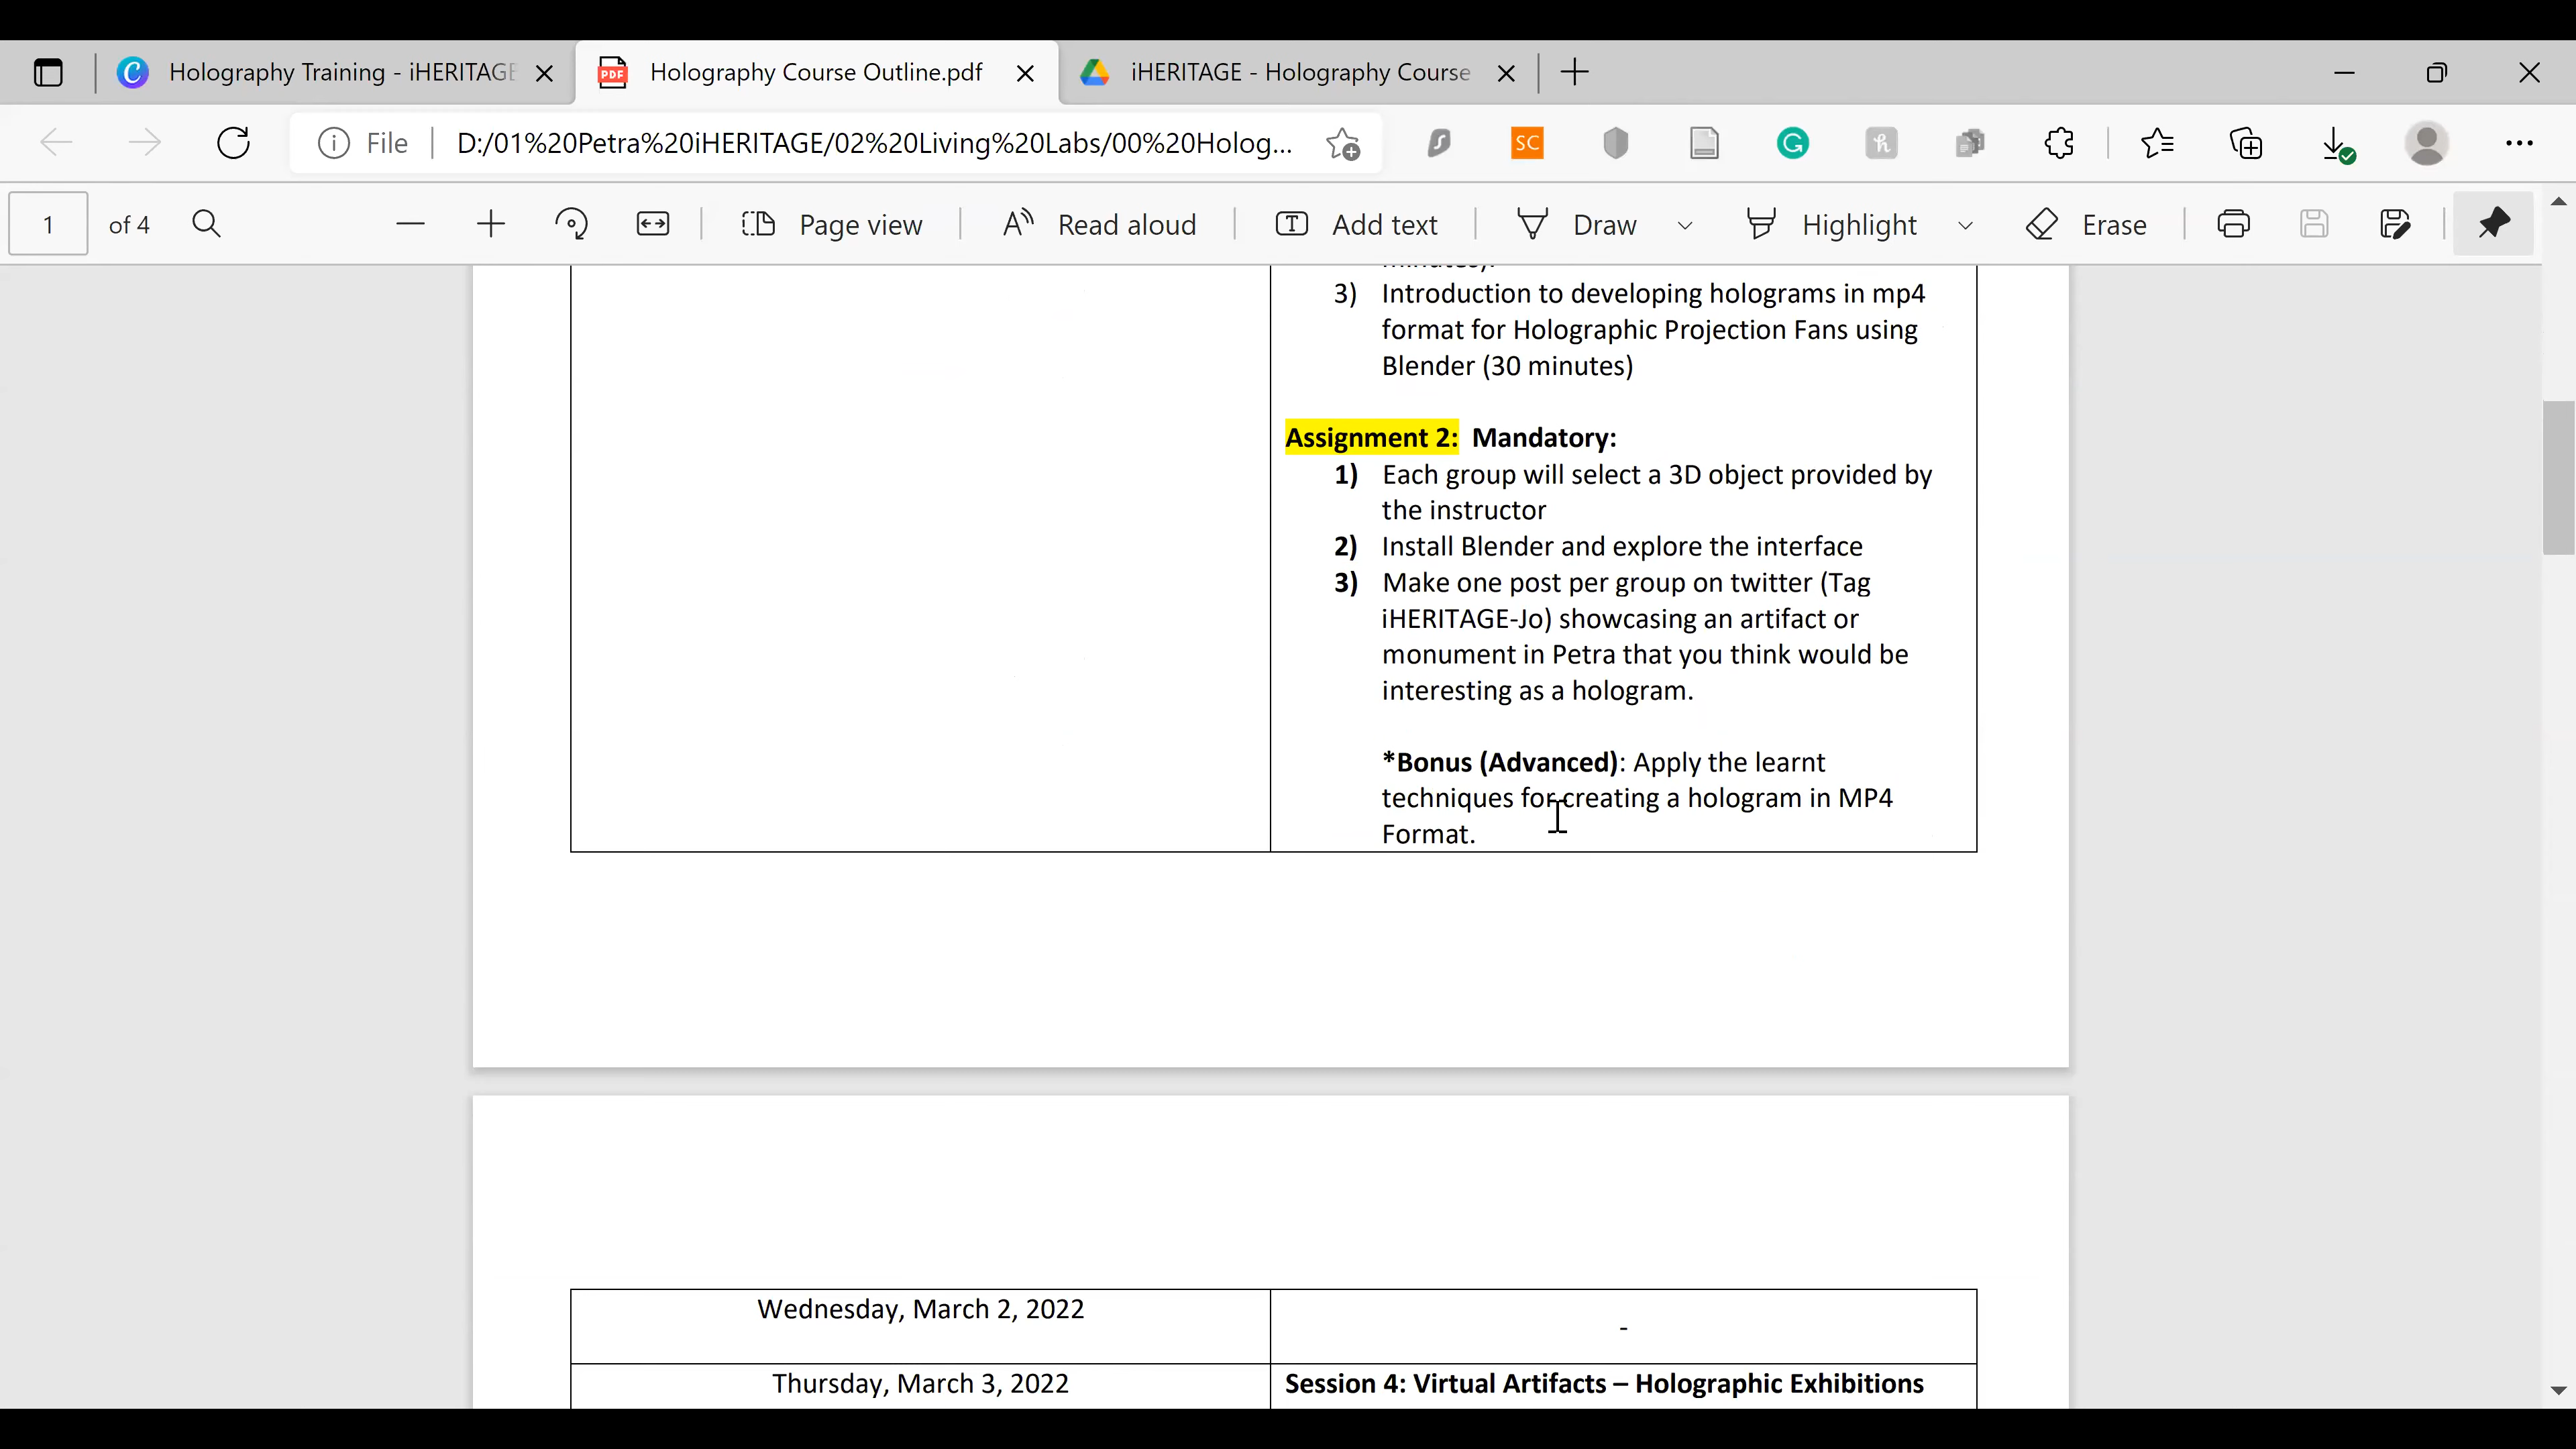 Holography Training - iHERITAGE
PDF
Holography Course Outline.pdf
iHERITAGE - Holography Course
File
D:/01%20Petra%20iHERITAGE/02%20Living%20Labs/00%20Holog...
SC
1
of 4
Page view
Read aloud
Add text
Draw
Highlight
Erase
3) Introduction to developing holograms in mp4
format for Holographic Projection Fans using
Blender (30 minutes)
Assignment 2: Mandatory:
1) Each group will select a 3D object provided by
the instructor
2) Install Blender and explore the interface
3) Make one post per group on twitter (Tag
iHERITAGE-Jo) showcasing an artifact or
monument in Petra that you think would be
interesting as a hologram.
*Bonus (Advanced): Apply the learnt
techniques for creating a hologram in MP4
Format.
Wednesday, March 2, 2022
-
Thursday, March 3, 2022
Session 4: Virtual Artifacts – Holographic Exhibitions